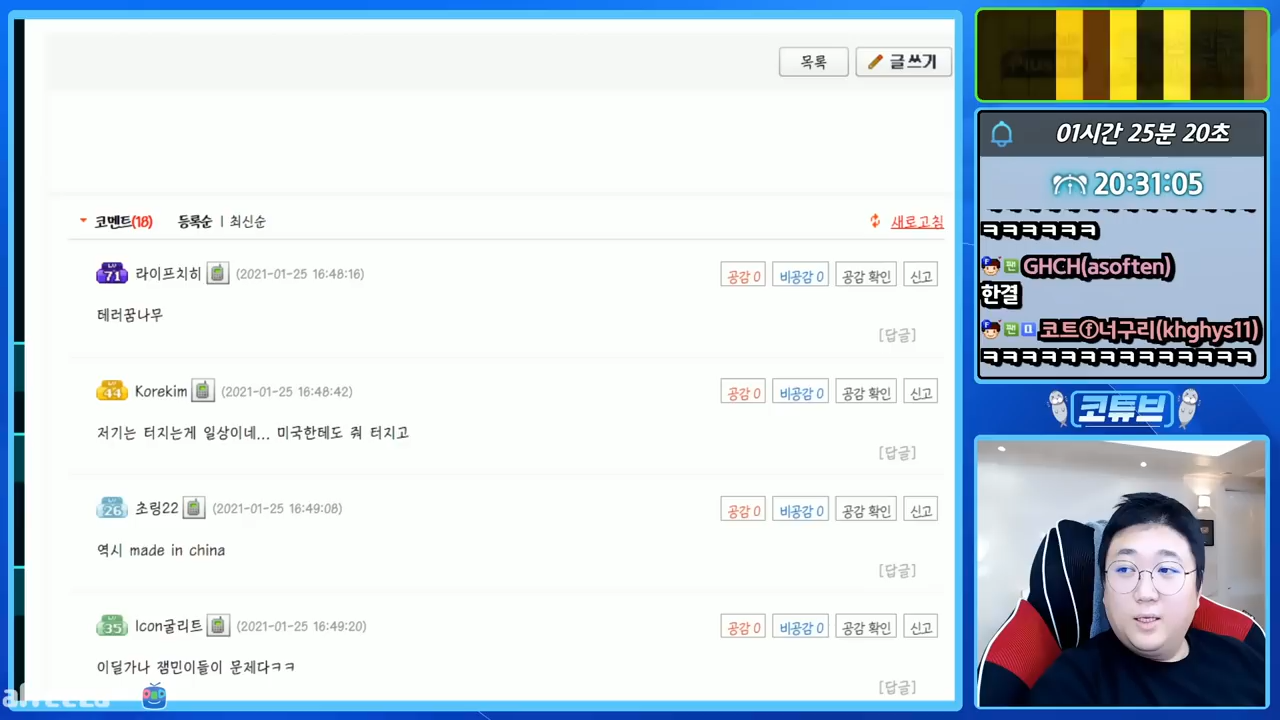 목록
글쓰기
코멘트(18) 등록순 | 최신순
새로고침
LV 71 라이프치히 (2021-01-25 16:48:16)
공감 0 비공감 0 공감 확인 신고
테러꿈나무
[답글]
LV 44 Korekim (2021-01-25 16:48:42)
공감 0 비공감 0 공감 확인 신고
저기는 터지는게 일상이네... 미국한테도 춰 터지고
[답글]
LV 26 초링22 (2021-01-25 16:49:08)
공감 0 비공감 0 공감 확인 신고
역시 made in china
[답글]
LV 35 Icon굴리트 (2021-01-25 16:49:20)
공감 0 비공감 0 공감 확인 신고
이딜가나 잼민이들이 문제다ㅋㅋ
[답글]
01시간 25분 20초
20:31:05
ㅋㅋㅋㅋㅋㅋ
팬 GHCH(asoften)
한결
팬 코트ⓕ너구리(khghys11)
ㅋㅋㅋㅋㅋㅋㅋㅋㅋㅋㅋㅋㅋㅋ
코튜브